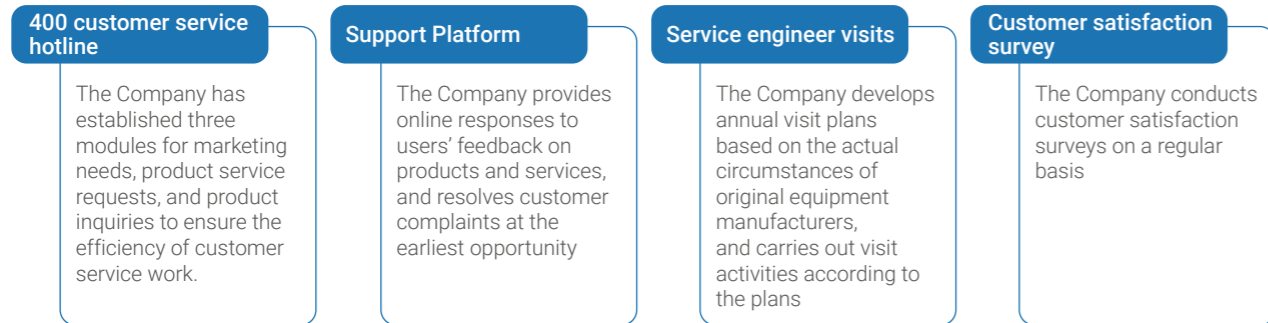 400 customer service
hotline
The Company has
established three
modules for marketing
needs, product service
requests, and product
inquiries to ensure the
efficiency of customer
service work.
Support Platform
The Company provides
online responses to
users’ feedback on
products and services,
and resolves customer
complaints at the
earliest opportunity
Service engineer visits
The Company develops
annual visit plans
based on the actual
circumstances of
original equipment
manufacturers,
and carries out visit
activities according to
the plans
Customer satisfaction
survey
The Company conducts
customer satisfaction
surveys on a regular
basis